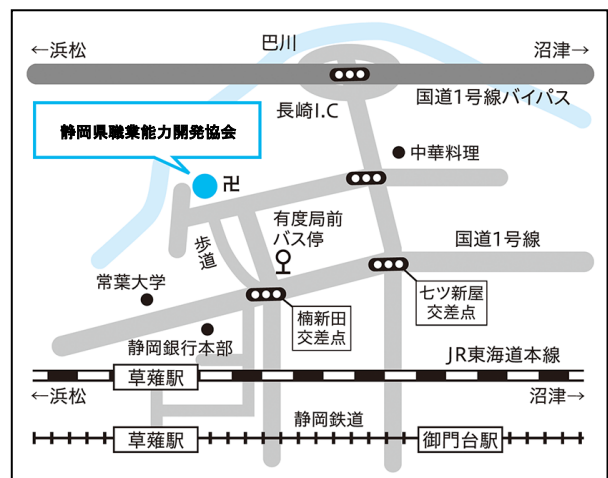 巴川
←浜松
沼津→
国道1号線バイパス
長崎I.C
静岡県職業能力開発協会
中華料理
卍
有度局前
バス停
歩道
国道1号線
常葉大学
七ツ新屋
交差点
楠新田
交差点
静岡銀行本部
JR東海道本線
草薙駅
←浜松
沼津→
静岡鉄道
草薙駅
御門台駅